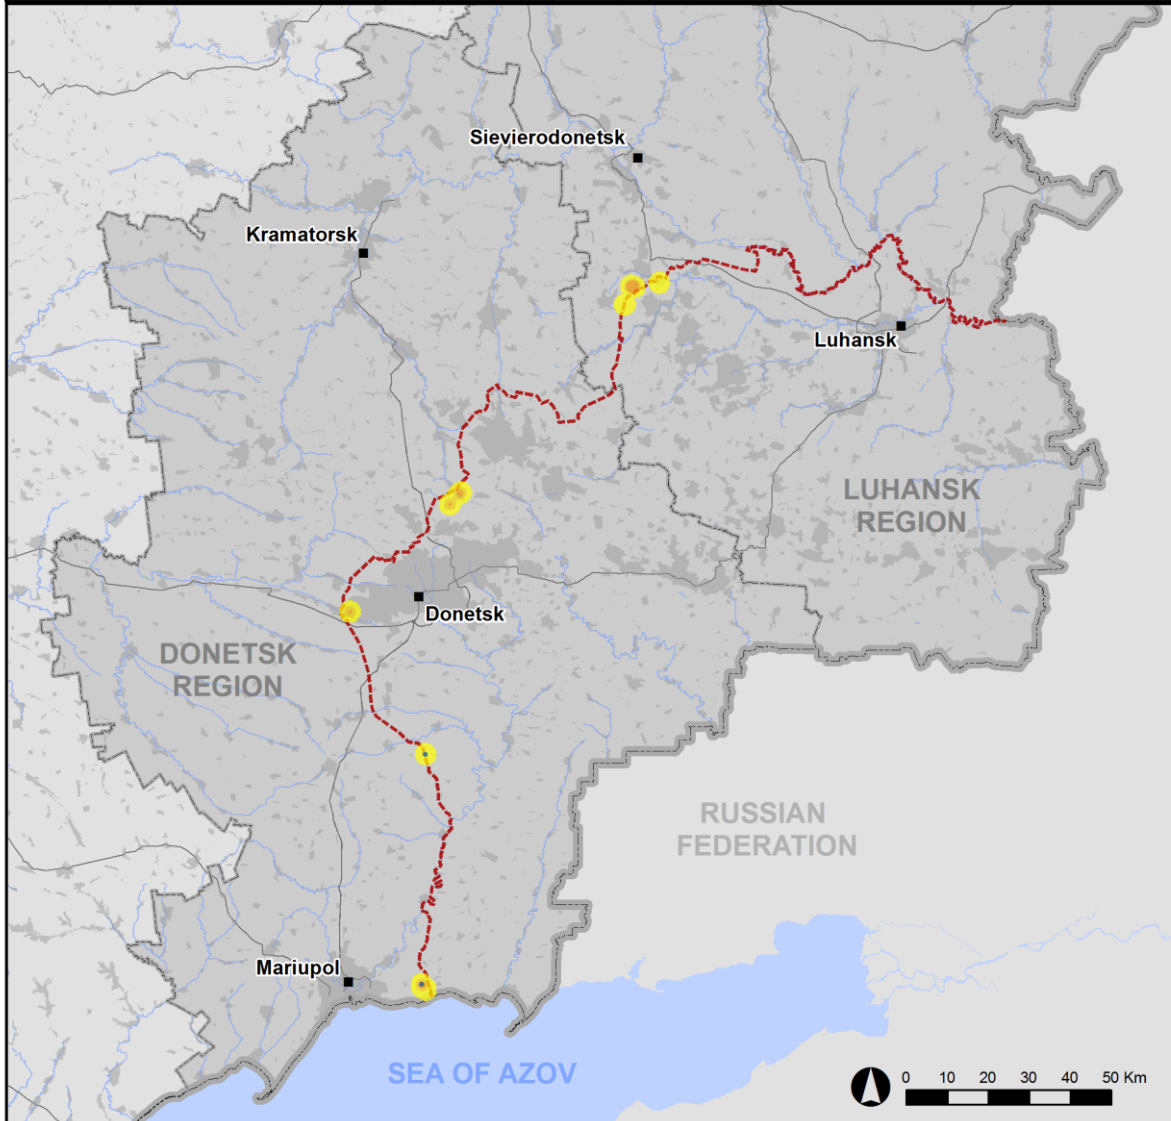 Sievierodonetsk
Kramatorsk
Luhansk
LUHANSK
REGION
Donetsk
DONETSK
REGION
RUSSIAN
FEDERATION
Mariupol
SEA OF AZOV
0 10 20 30 40 50 Km